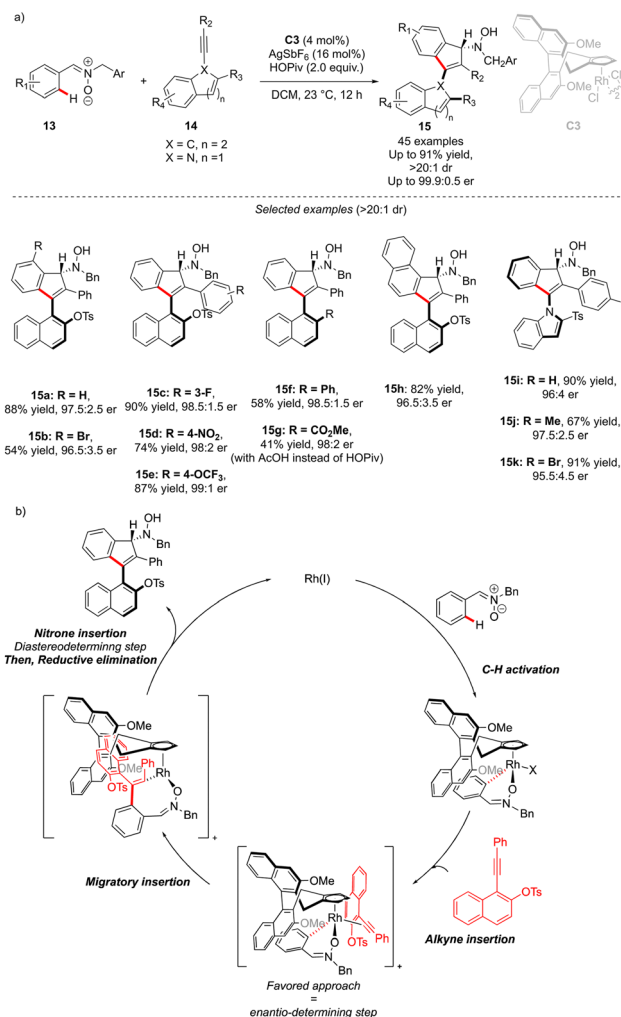 a)
R1
H
N
⊕
O
⊖
Ar
13
+
R2
X
R3
R4
n
14
X = C, n = 2
X = N, n =1
C3 (4 mol%)
AgSbF6 (16 mol%)
HOPiv (2.0 equiv.)
DCM, 23 °C, 12 h
R1
H
N
OH
CH2Ar
R2
X
R3
R4
n
15
45 examples
Up to 91% yield,
>20:1 dr
Up to 99.9:0.5 er
OMe
MeO
Rh
Cl
Cl
2
C3
Selected examples (>20:1 dr)
R
H
OH
N
Bn
Ph
OTs
15a: R = H,
88% yield, 97.5:2.5 er
15b: R = Br,
54% yield, 96.5:3.5 er
H
OH
N
Bn
R
OTs
15c: R = 3-F,
90% yield, 98.5:1.5 er
15d: R = 4-NO2,
74% yield, 98:2 er
15e: R = 4-OCF3,
87% yield, 99:1 er
H
OH
N
Bn
Ph
R
15f: R = Ph,
58% yield, 98.5:1.5 er
15g: R = CO2Me,
41% yield, 98:2 er
(with AcOH instead of HOPiv)
H
OH
N
Bn
Ph
OTs
15h: 82% yield,
96.5:3.5 er
H
OH
N
Bn
N
Ts
15i: R = H, 90% yield,
96:4 er
15j: R = Me, 67% yield,
97.5:2.5 er
15k: R = Br, 91% yield,
95.5:4.5 er
b)
H
OH
N
Bn
Ph
OTs
Nitrone insertion
Diastereodeterminng step
Then, Reductive elimination
Rh(I)
Bn
⊕
N
O
⊖
H
C-H activation
OMe
OMe
Rh
X
O
N
Bn
Ph
OTs
Alkyne insertion
OMe
OMe
Rh
Ph
OTs
O
N
Bn
+
Favored approach
=
enantio-determining step
Migratory insertion
OMe
OMe
Ph
Rh
OTs
O
N
Bn
+